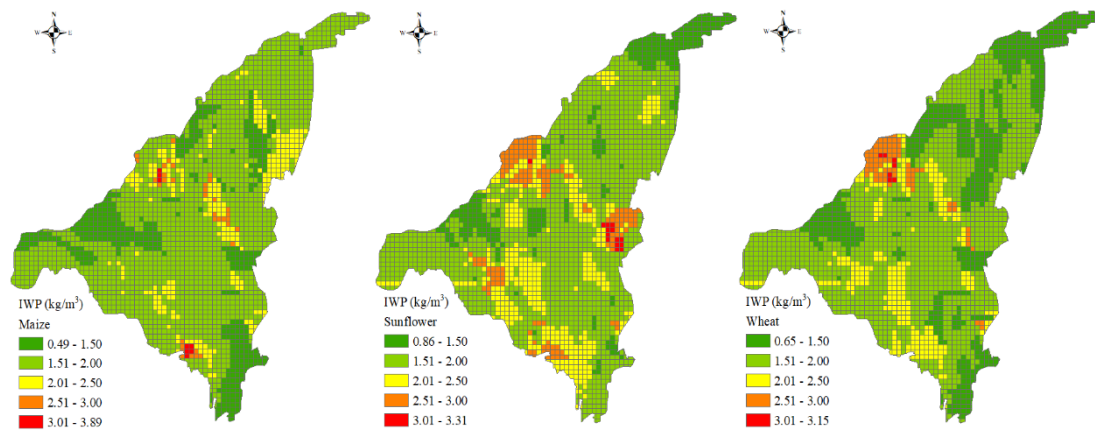 N
W E
S
IWP (kg/m³)
Maize
0.49 - 1.50
1.51 - 2.00
2.01 - 2.50
2.51 - 3.00
3.01 - 3.89
N
W E
S
IWP (kg/m³)
Sunflower
0.86 - 1.50
1.51 - 2.00
2.01 - 2.50
2.51 - 3.00
3.01 - 3.31
N
W E
S
IWP (kg/m³)
Wheat
0.65 - 1.50
1.51 - 2.00
2.01 - 2.50
2.51 - 3.00
3.01 - 3.15